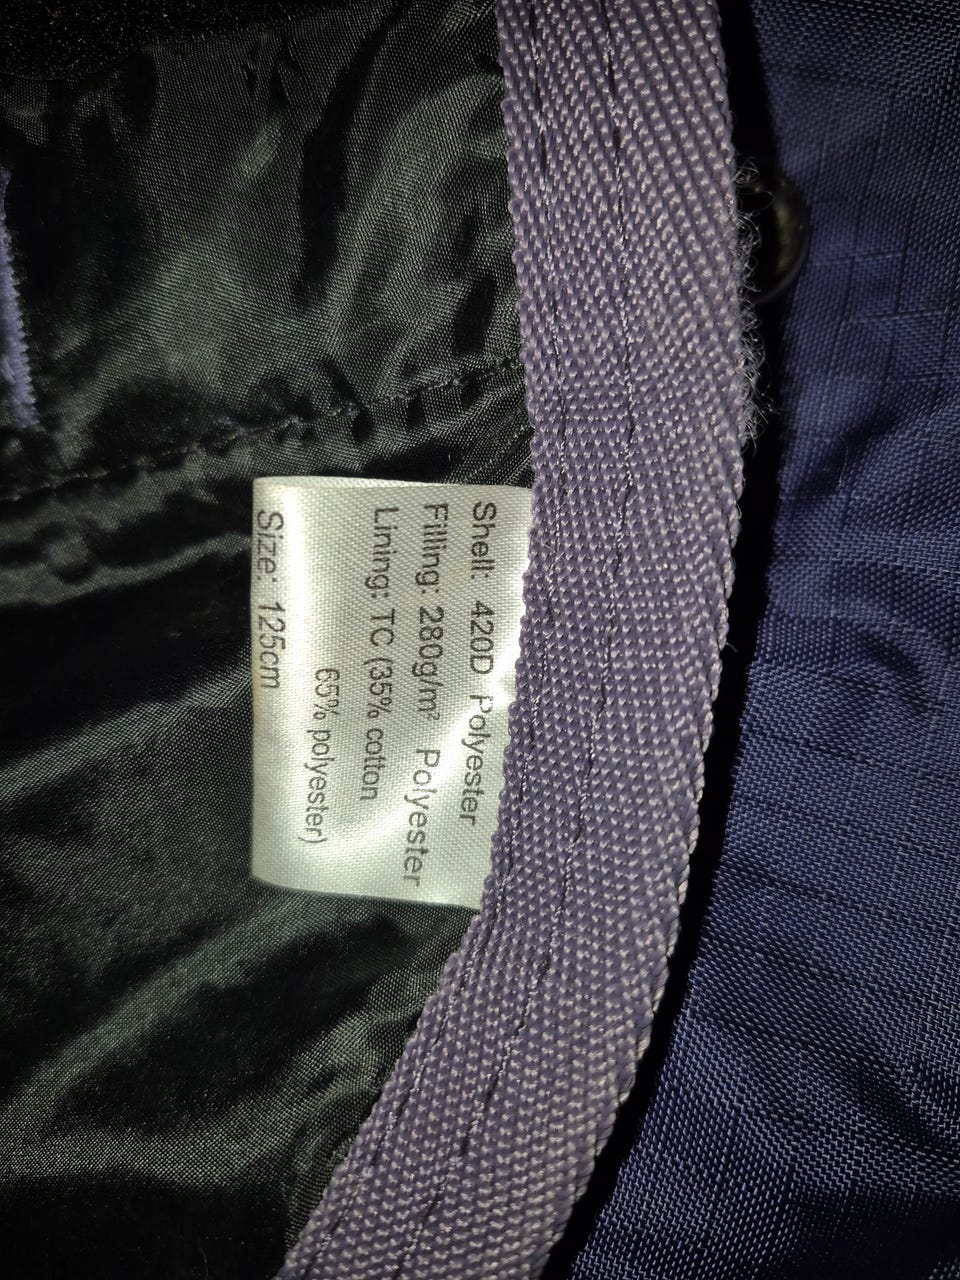 Shell: 420D Polyester
Filling: 280g/m² Polyester
Lining: TC (35% cotton
65% polyester)
Size: 125cm